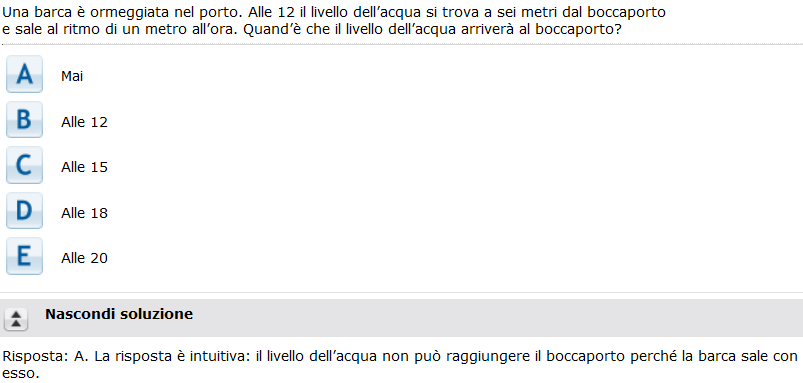 Una barca è ormeggiata nel porto. Alle 12 il livello dell’acqua si trova a sei metri dal boccaporto
e sale al ritmo di un metro all’ora. Quand’è che il livello dell’acqua arriverà al boccaporto?
A Mai
B Alle 12
C Alle 15
D Alle 18
E Alle 20
Nascondi soluzione
Risposta: A. La risposta è intuitiva: il livello dell’acqua non può raggiungere il boccaporto perché la barca sale con
esso.